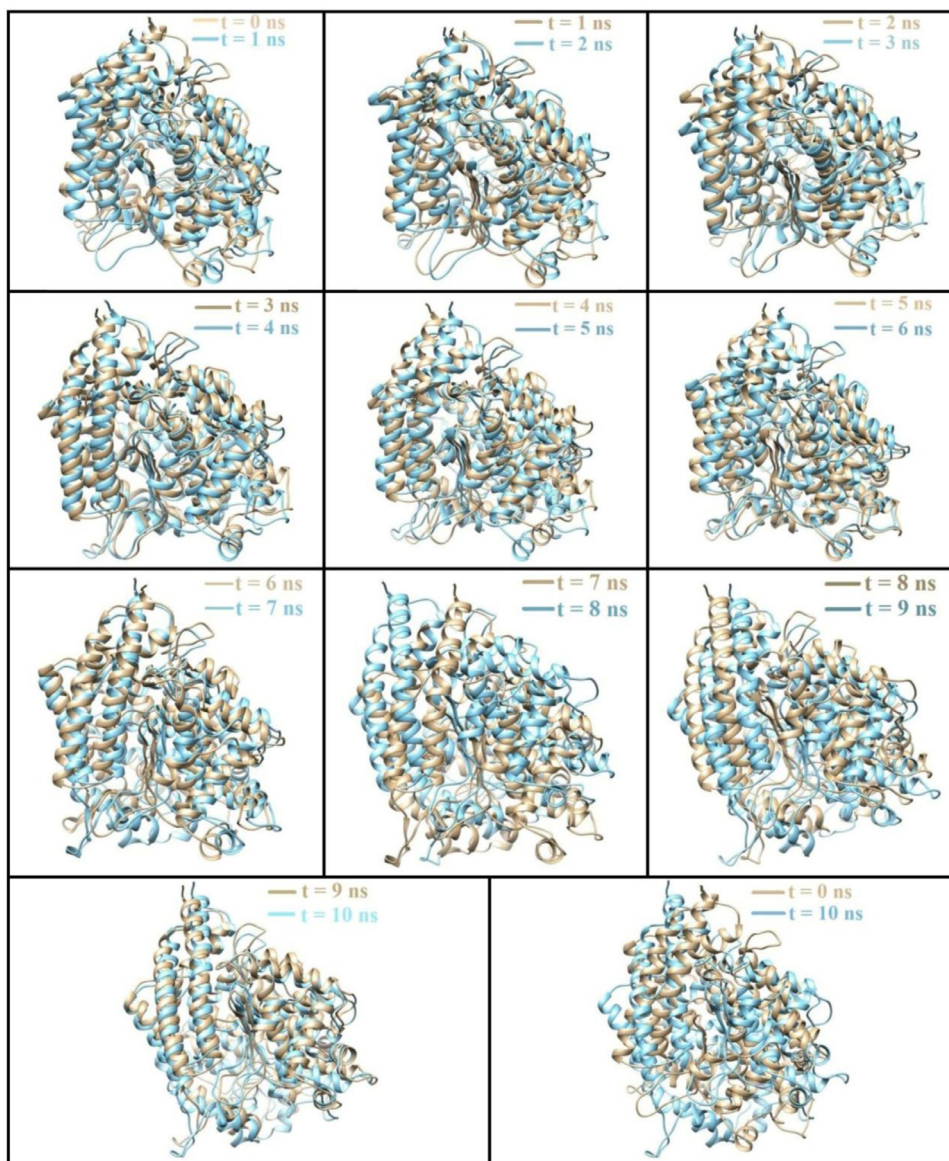 t = 0 ns
t = 1 ns
t = 1 ns
t = 2 ns
t = 2 ns
t = 3 ns
t = 3 ns
t = 4 ns
t = 4 ns
t = 5 ns
t = 5 ns
t = 6 ns
t = 6 ns
t = 7 ns
t = 7 ns
t = 8 ns
t = 8 ns
t = 9 ns
t = 9 ns
t = 10 ns
t = 0 ns
t = 10 ns